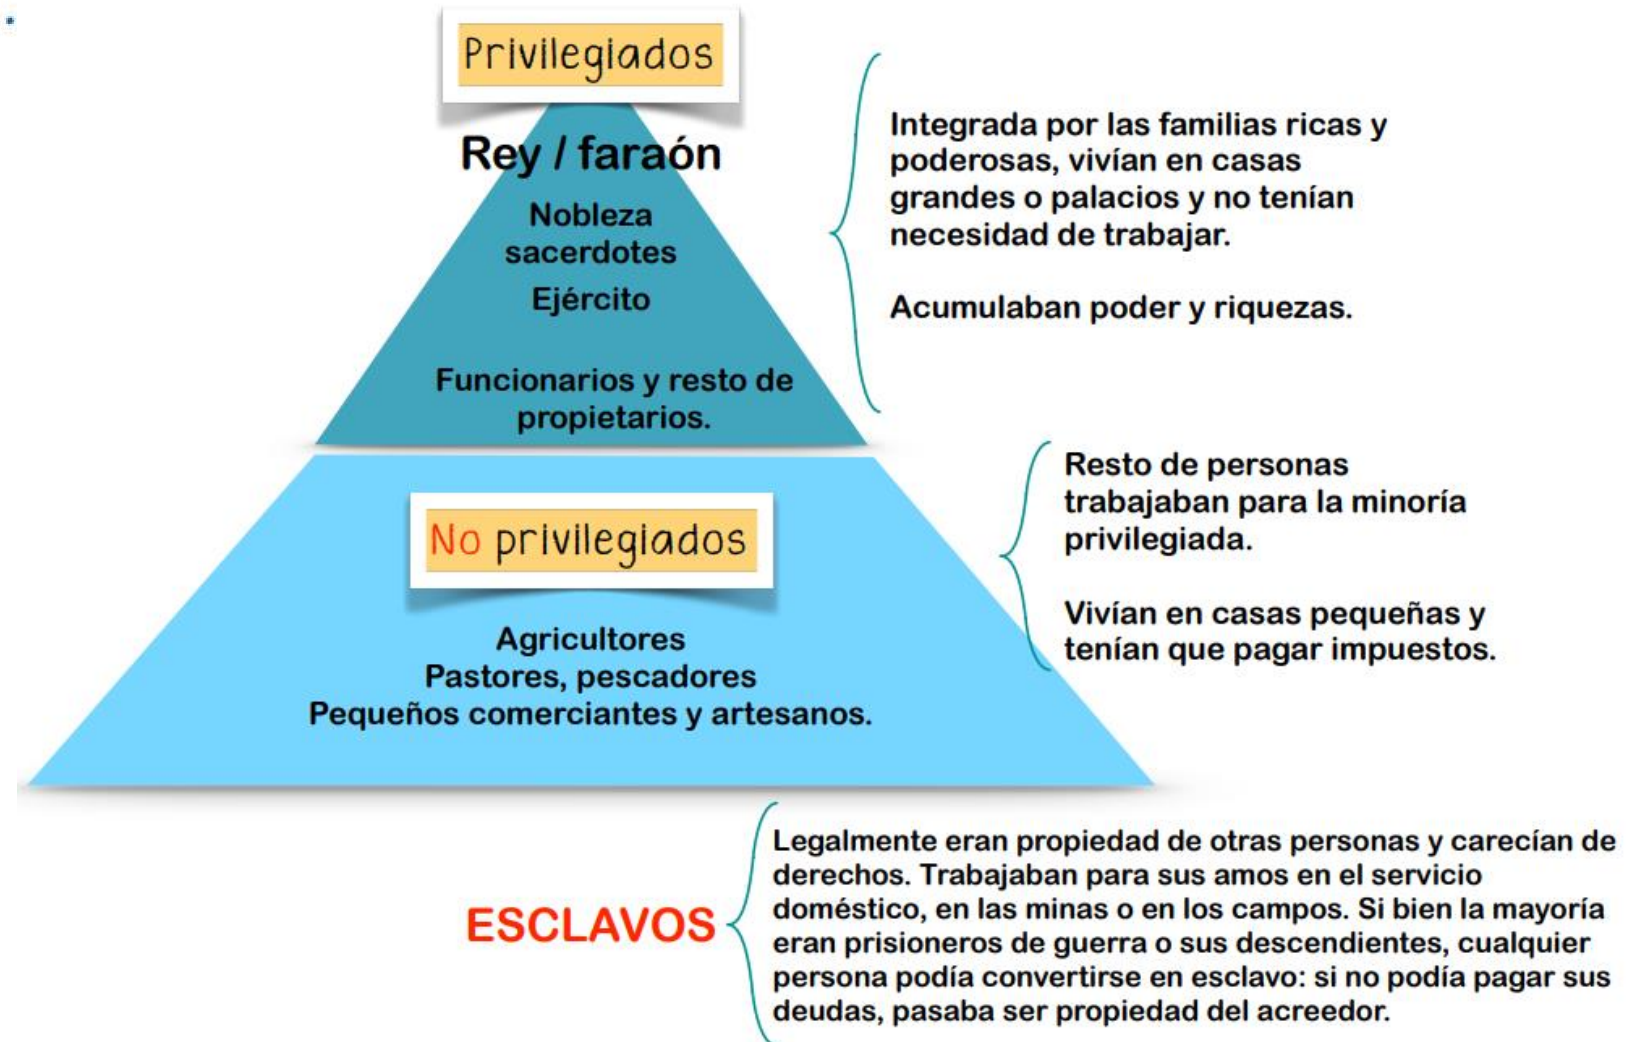 Privilegiados
Rey / faraón
Nobleza
sacerdotes
Ejército
Funcionarios y resto de
propietarios.
Integrada por las familias ricas y
poderosas, vivían en casas
grandes o palacios y no tenían
necesidad de trabajar.
Acumulaban poder y riquezas.
No privilegiados
Agricultores
Pastores, pescadores
Pequeños comerciantes y artesanos.
Resto de personas
trabajaban para la minoría
privilegiada.
Vivían en casas pequeñas y
tenían que pagar impuestos.
ESCLAVOS
Legalmente eran propiedad de otras personas y carecían de
derechos. Trabajaban para sus amos en el servicio
doméstico, en las minas o en los campos. Si bien la mayoría
eran prisioneros de guerra o sus descendientes, cualquier
persona podía convertirse en esclavo: si no podía pagar sus
deudas, pasaba ser propiedad del acreedor.